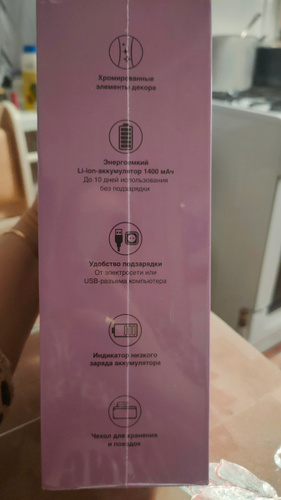 Хромированные
элементы декора
Энергоемкий
Li-ion-аккумулятор 1400 мАч
До 10 дней использования
без подзарядки
Удобство подзарядки
От электросети или
USB-разъема компьютера
Индикатор низкого
заряда аккумулятора
Чехол для хранения
и поездок